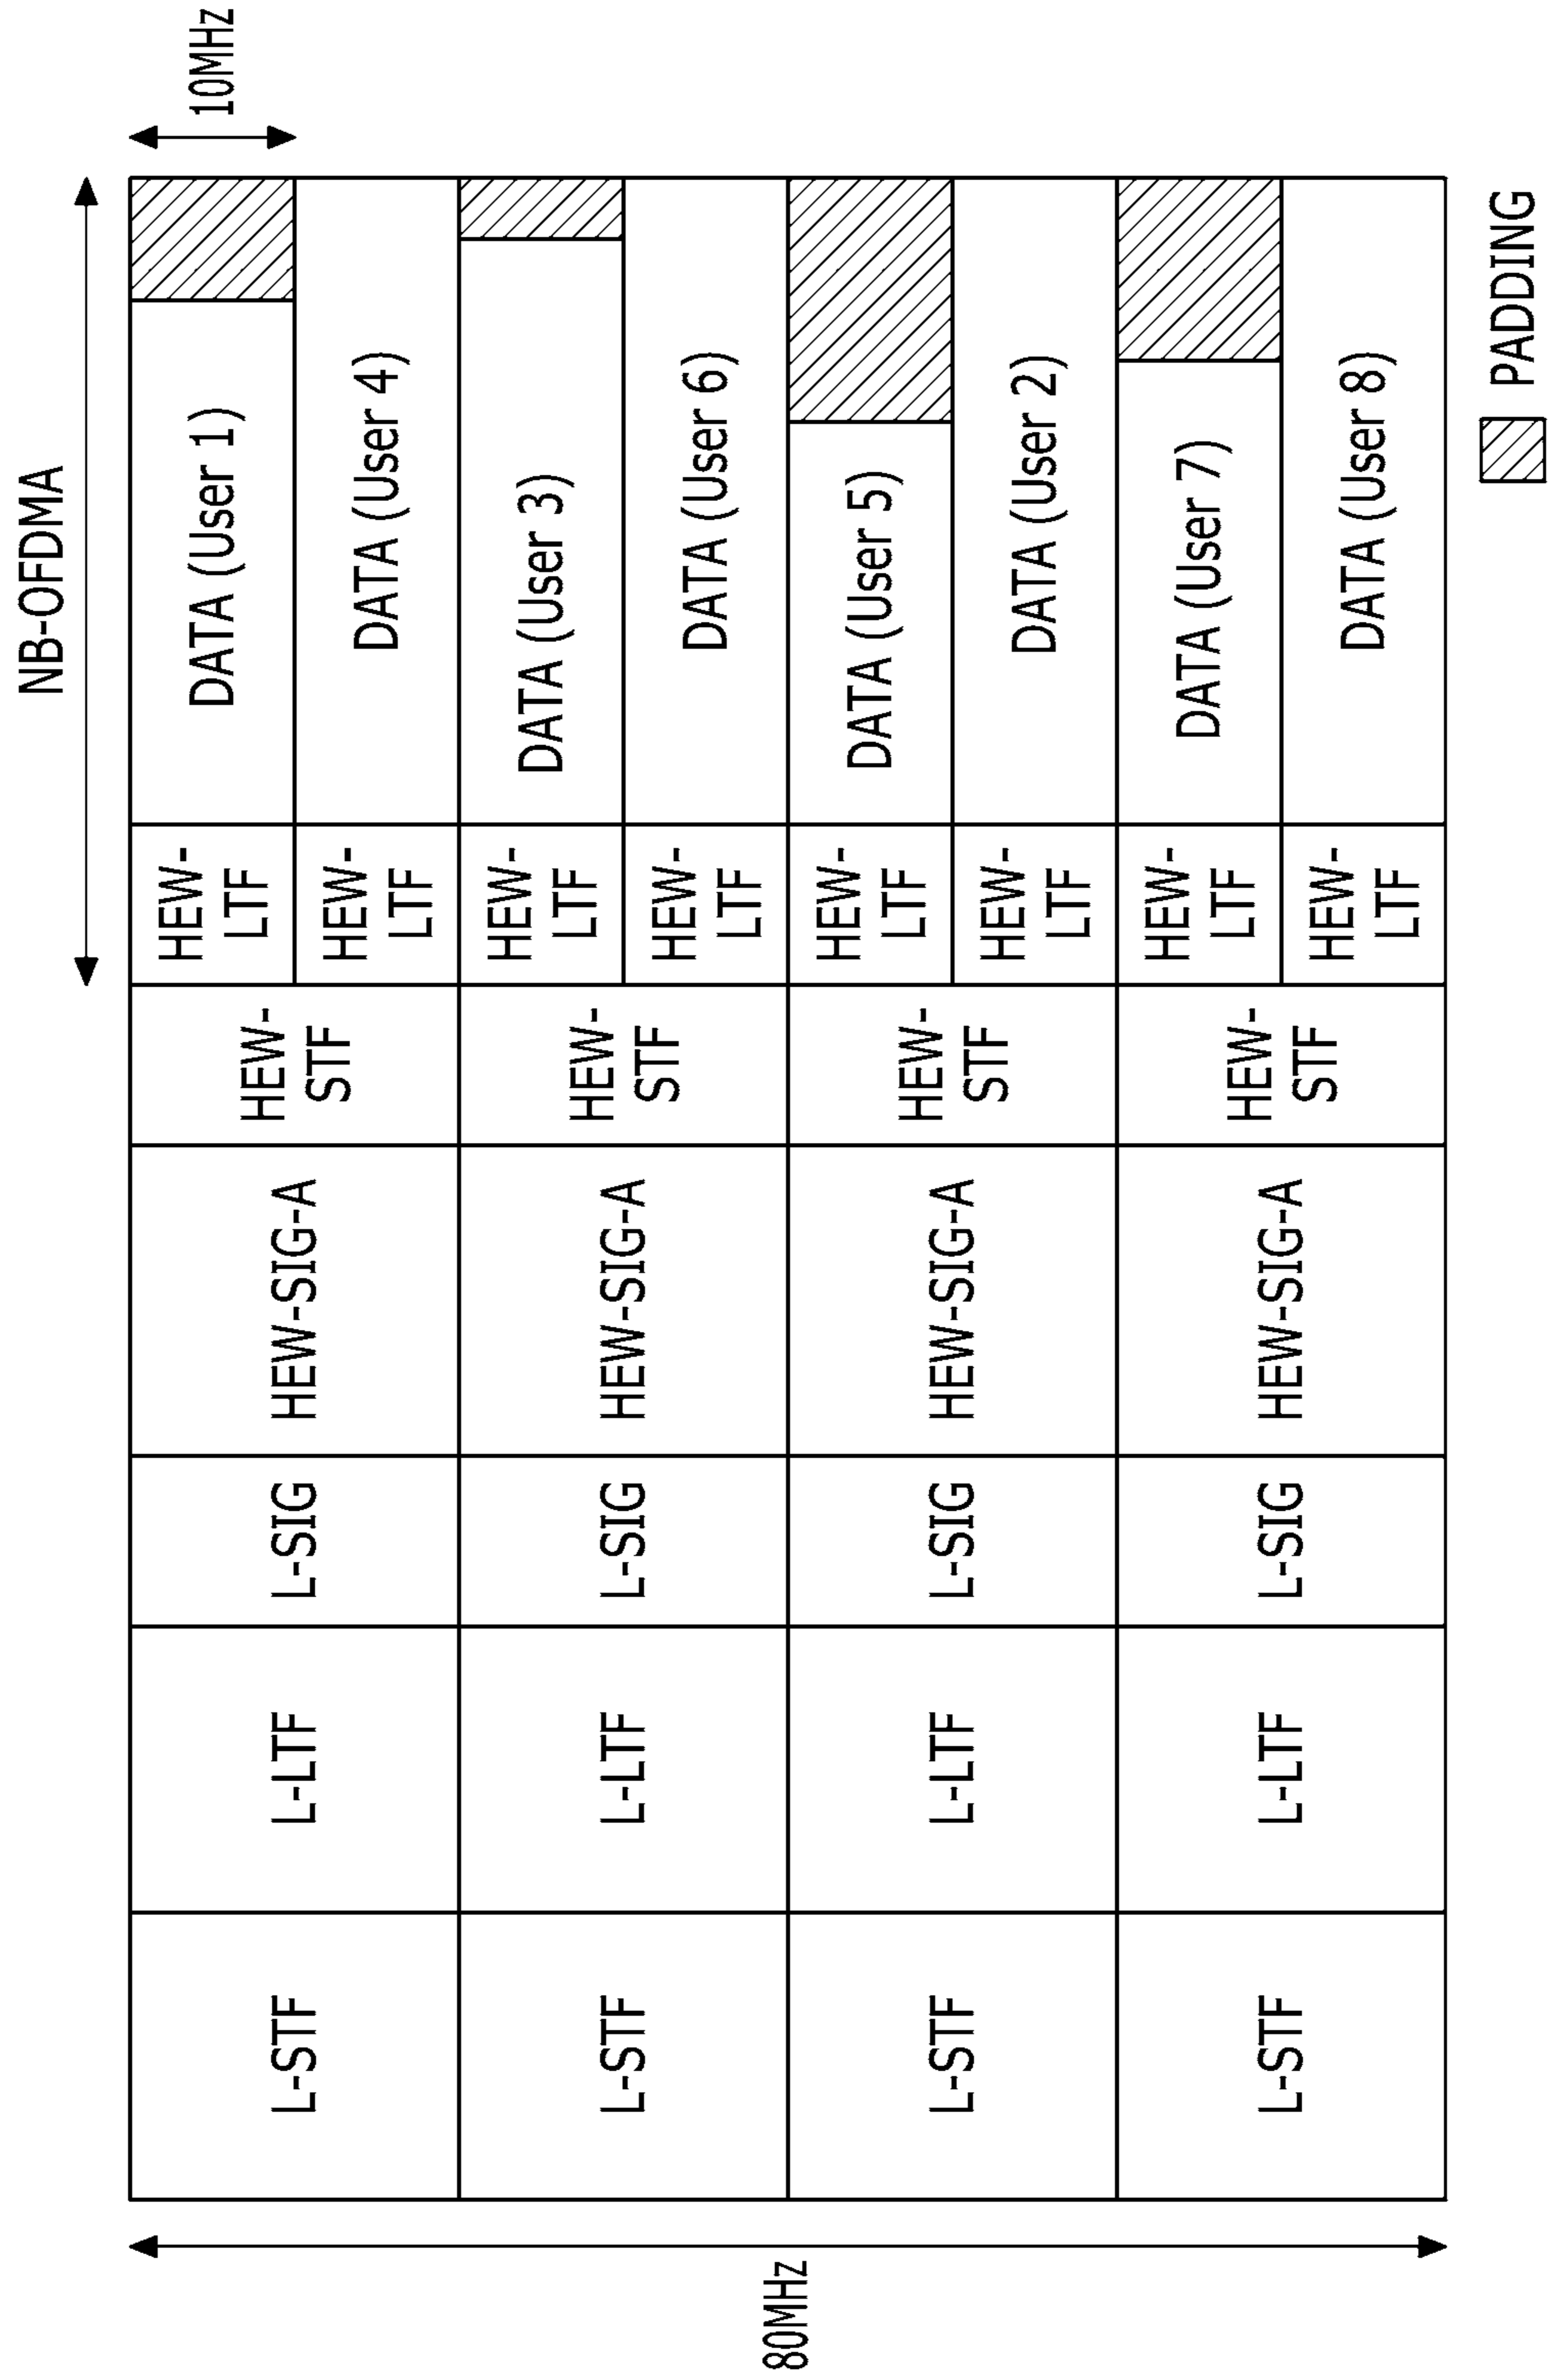 NB-OFDMA
80MHz
10MHz
L-STF
L-LTF
L-SIG
HEW-SIG-A
HEW-
STF
HEW-
LTF
DATA (User 1)
HEW-
LTF
DATA (User 4)
L-STF
L-LTF
L-SIG
HEW-SIG-A
HEW-
STF
HEW-
LTF
DATA (User 3)
HEW-
LTF
DATA (User 6)
L-STF
L-LTF
L-SIG
HEW-SIG-A
HEW-
STF
HEW-
LTF
DATA (User 5)
HEW-
LTF
DATA (User 2)
L-STF
L-LTF
L-SIG
HEW-SIG-A
HEW-
STF
HEW-
LTF
DATA (User 7)
HEW-
LTF
DATA (User 8)
PADDING